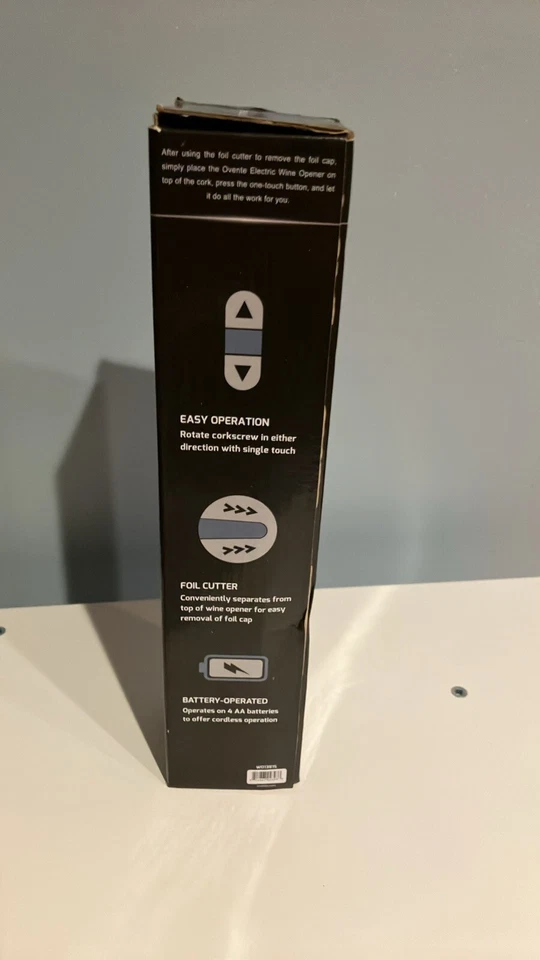 After using the foil cutter to remove the foil cap,
simply place the Ovente Electric Wine Opener on
top of the cork, press the one-touch button, and let
it do all the work for you.
EASY OPERATION
Rotate corkscrew in either
direction with single touch
FOIL CUTTER
Conveniently separates from
top of wine opener for easy
removal of foil cap
BATTERY-OPERATED
Operates on 4 AA batteries
to offer cordless operation